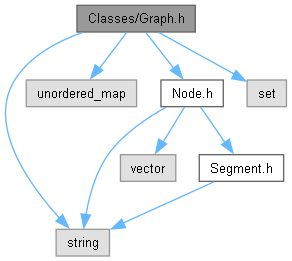 Classes/Graph.h
unordered_map
Node.h
set
vector
Segment.h
string